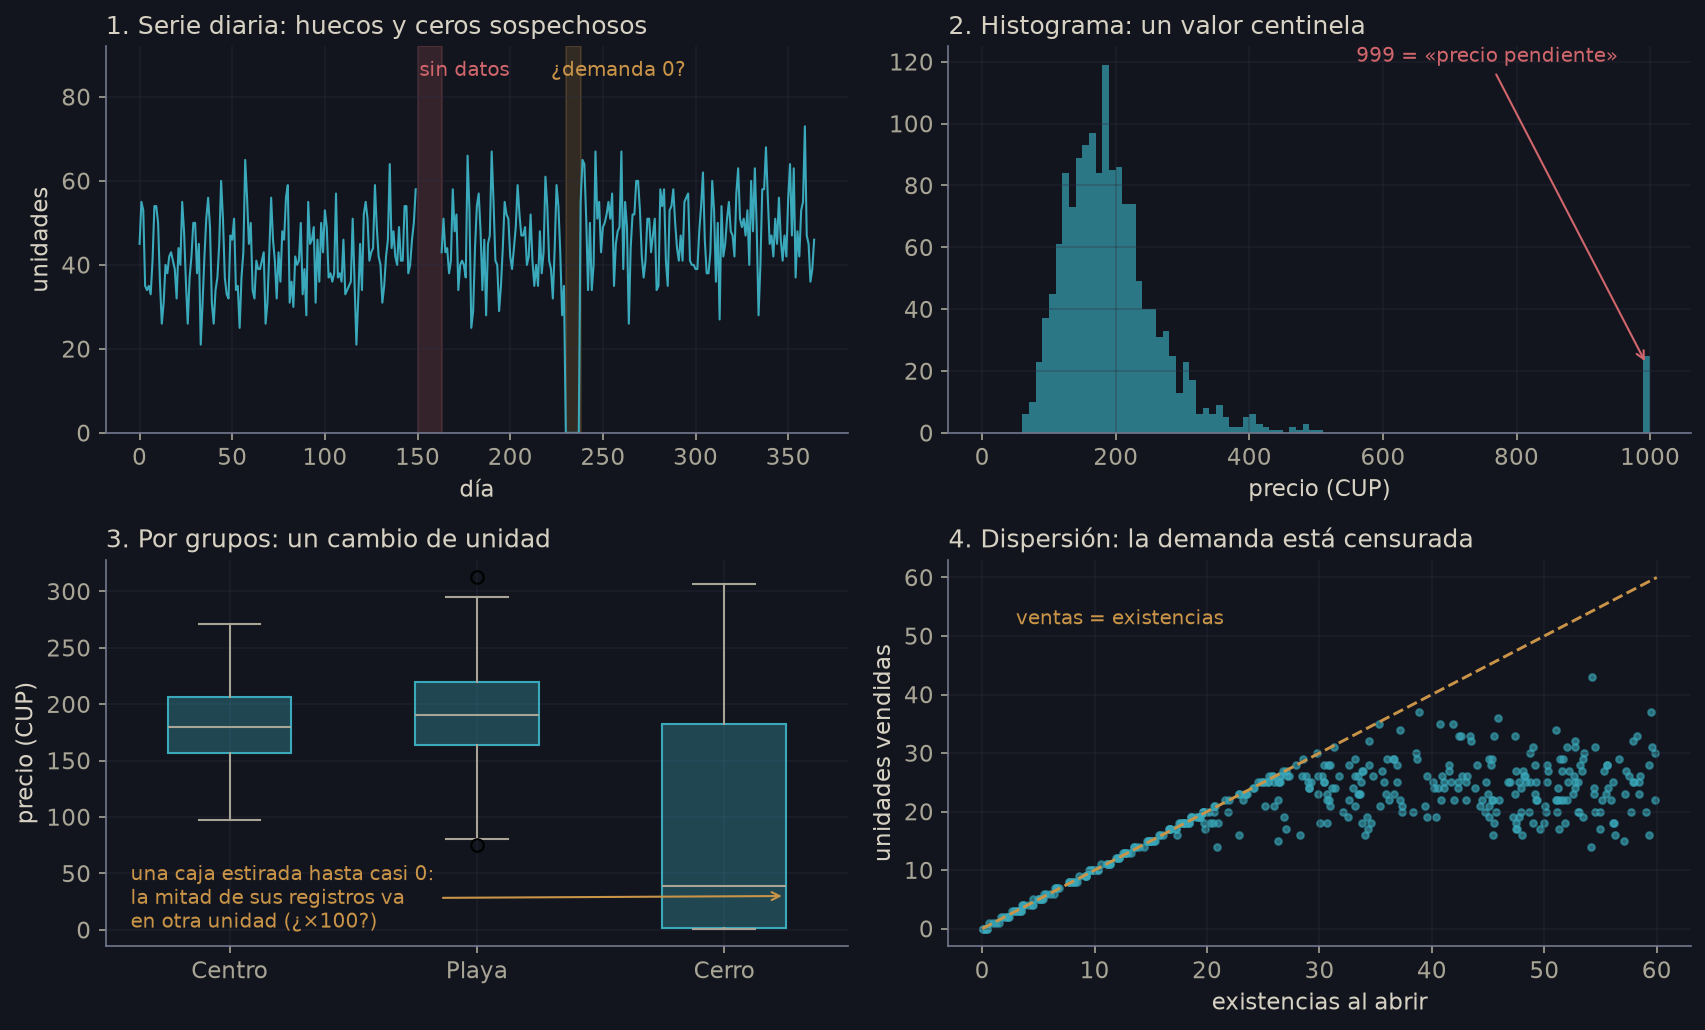 1. Serie diaria: huecos y ceros sospechosos
sin datos
¿demanda 0?
80
60
40
20
0
unidades
0 50 100 150 200 250 300 350
día
2. Histograma: un valor centinela
999 = «precio pendiente»
120
100
80
60
40
20
0
0 200 400 600 800 1000
precio (CUP)
3. Por grupos: un cambio de unidad
300
250
200
150
100
50
0
precio (CUP)
una caja estirada hasta casi 0:
la mitad de sus registros va
en otra unidad (¿×100?)
Centro Playa Cerro
4. Dispersión: la demanda está censurada
ventas = existencias
60
50
40
30
20
10
0
unidades vendidas
0 10 20 30 40 50 60
existencias al abrir